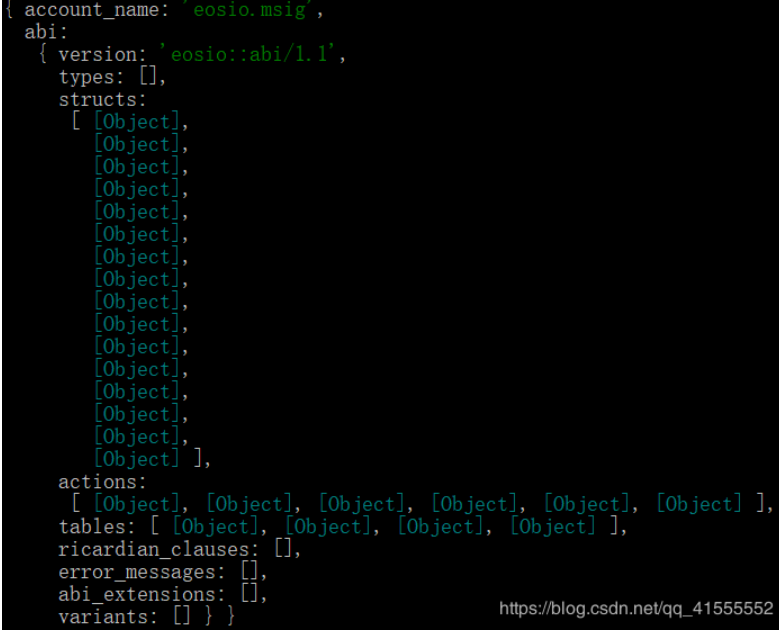 { account_name: 'eosio.msig',
abi:
{ version: 'eosio::abi/1.1',
types: [],
structs:
[ [Object],
[Object],
[Object],
[Object],
[Object],
[Object],
[Object],
[Object],
[Object],
[Object],
[Object],
[Object],
[Object],
[Object],
[Object],
[Object] ],
actions:
[ [Object], [Object], [Object], [Object], [Object], [Object] ],
tables: [ [Object], [Object], [Object], [Object] ],
ricardian_clauses: [],
error_messages: [],
abi_extensions: [],
variants: [] } }
https://blog.csdn.net/qq_41555552